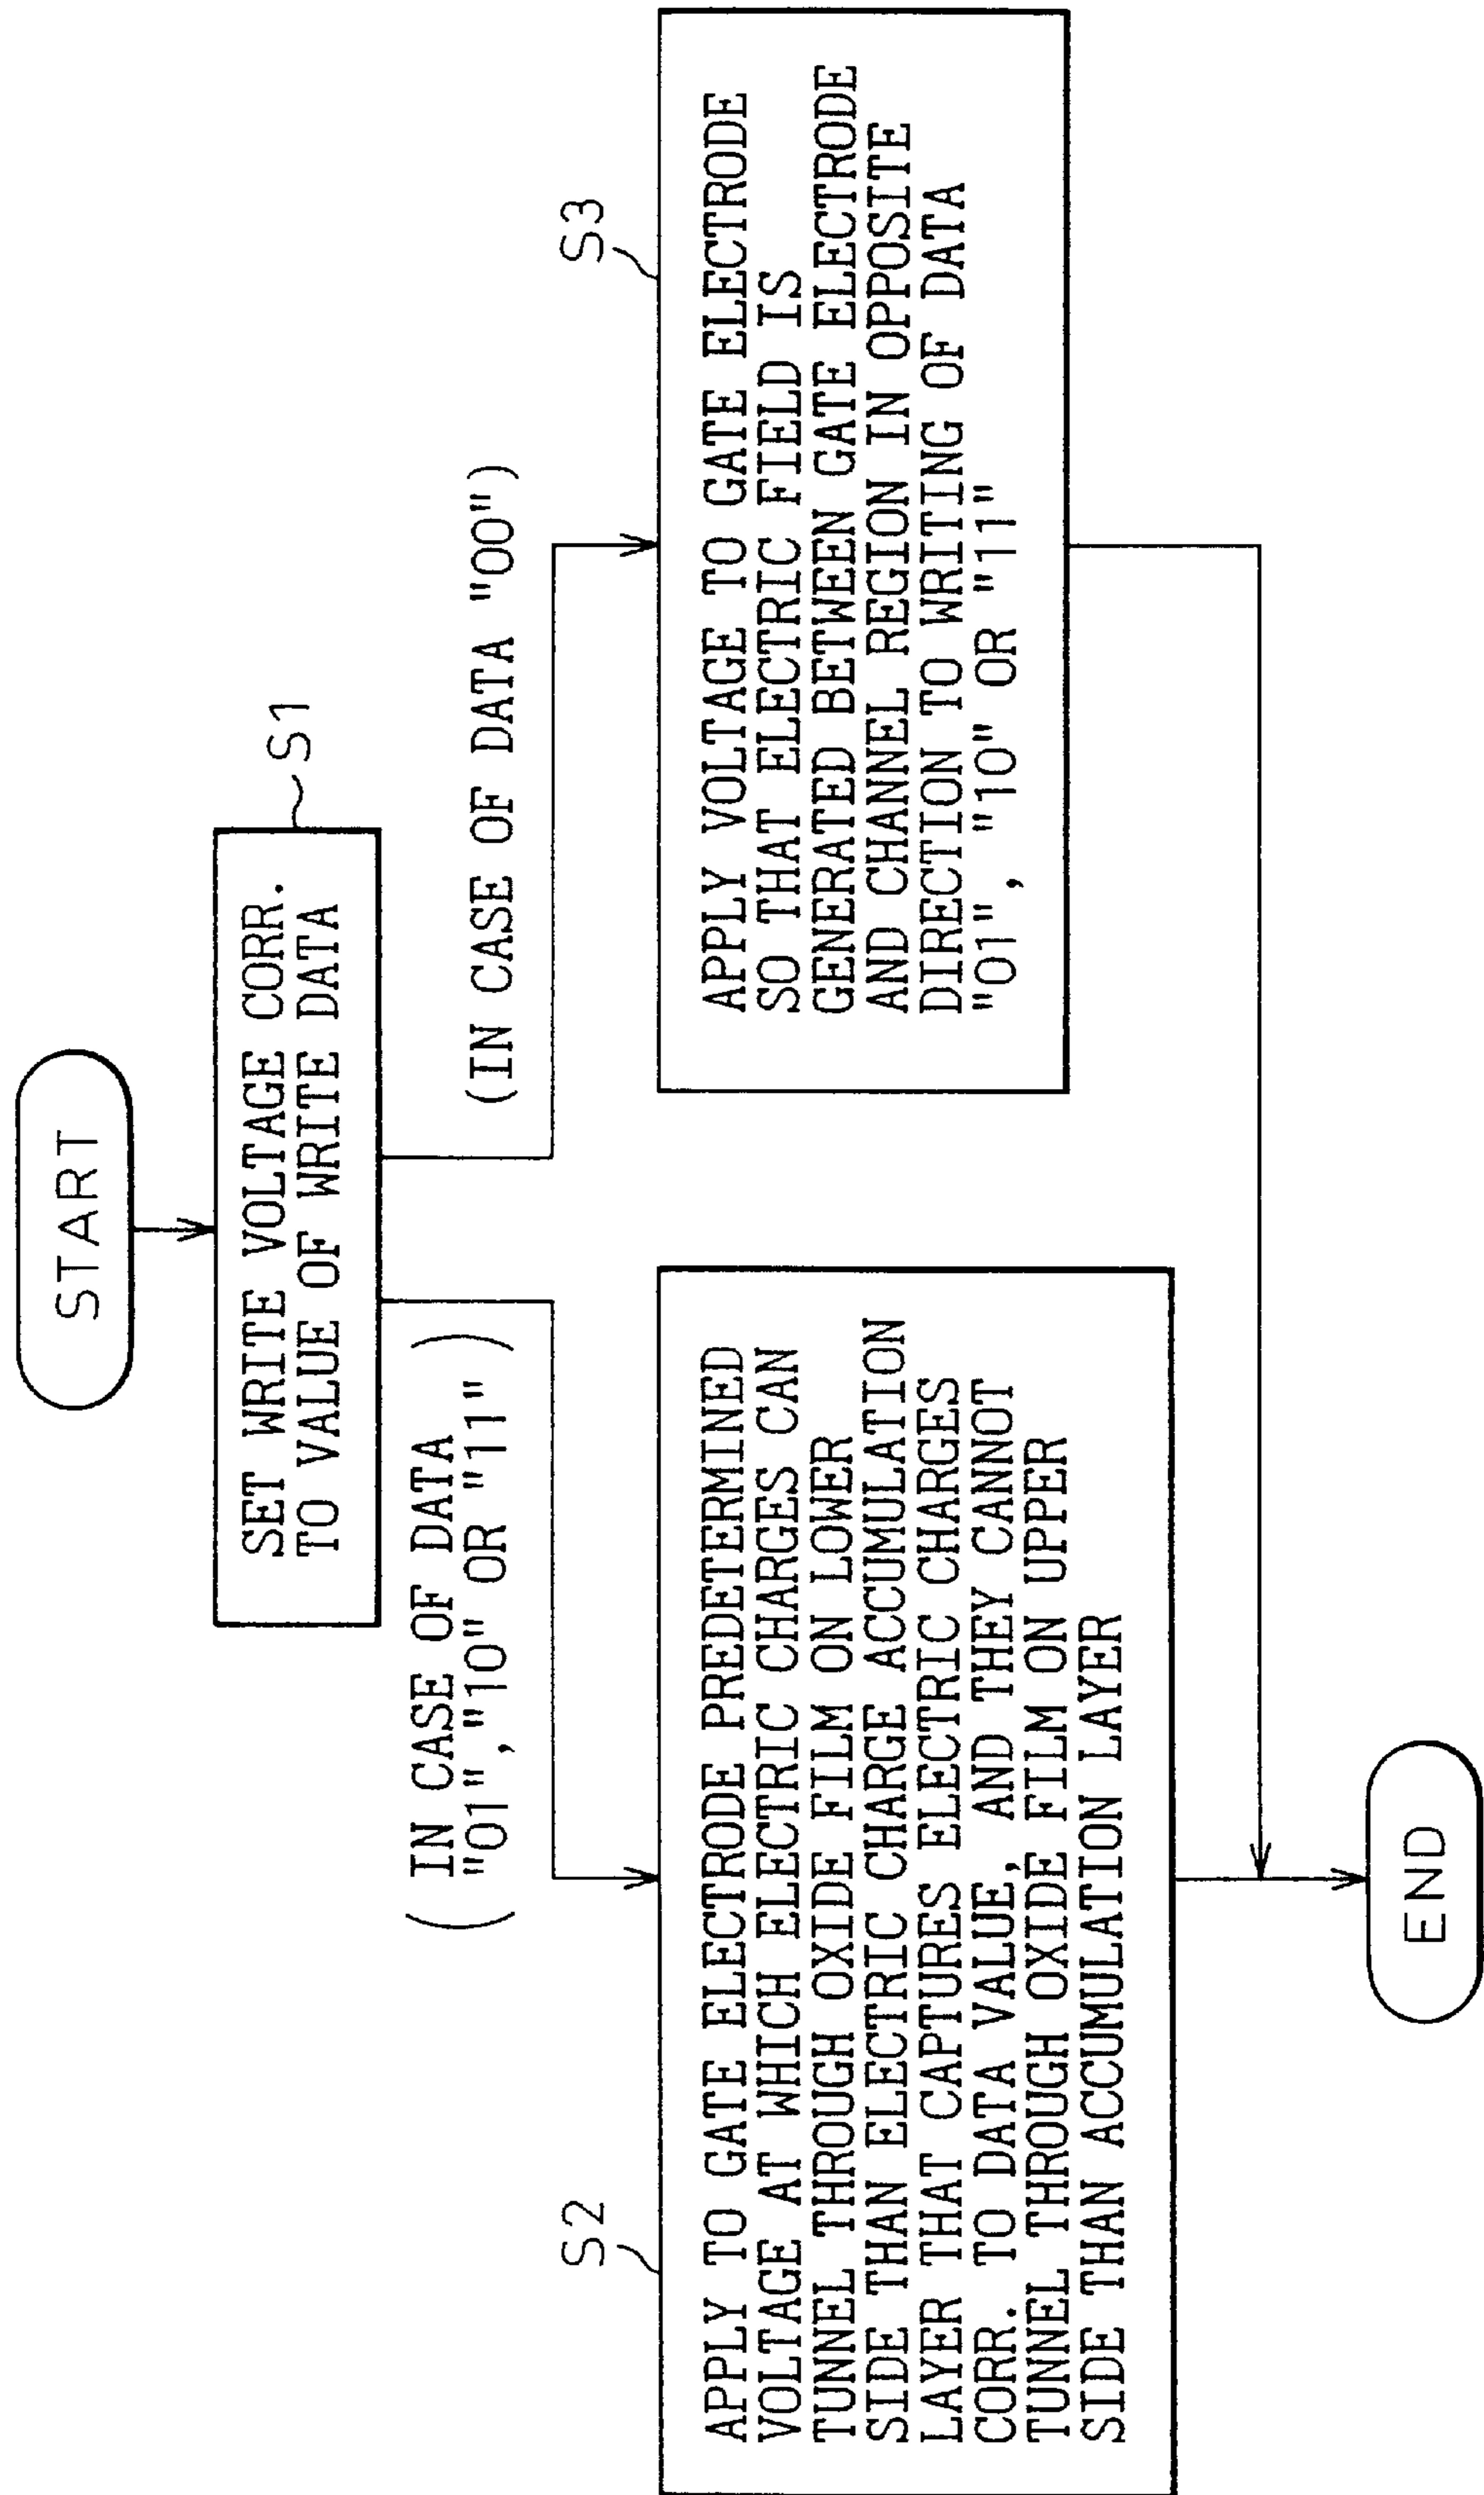 START
SET WRITE VOLTAGE CORR.
TO VALUE OF WRITE DATA
S1
(IN CASE OF DATA
"01","10" OR "11")
(IN CASE OF DATA "00")
S2
APPLY TO GATE ELECTRODE PREDETERMINED
VOLTAGE AT WHICH ELECTRIC CHARGES CAN
TUNNEL THROUGH OXIDE FILM ON LOWER
SIDE THAN ELECTRIC CHARGE ACCUMULATION
LAYER THAT CAPTURES ELECTRIC CHARGES
CORR. TO DATA VALUE, AND THEY CANNOT
TUNNEL THROUGH OXIDE FILM ON UPPER
SIDE THAN ACCUMULATION LAYER
S3
APPLY VOLTAGE TO GATE ELECTRODE
SO THAT ELECTRIC FIELD IS
GENERATED BETWEEN GATE ELECTRODE
AND CHANNEL REGION IN OPPOSITE
DIRECTION TO WRITING OF DATA
"01","10" OR "11"
END